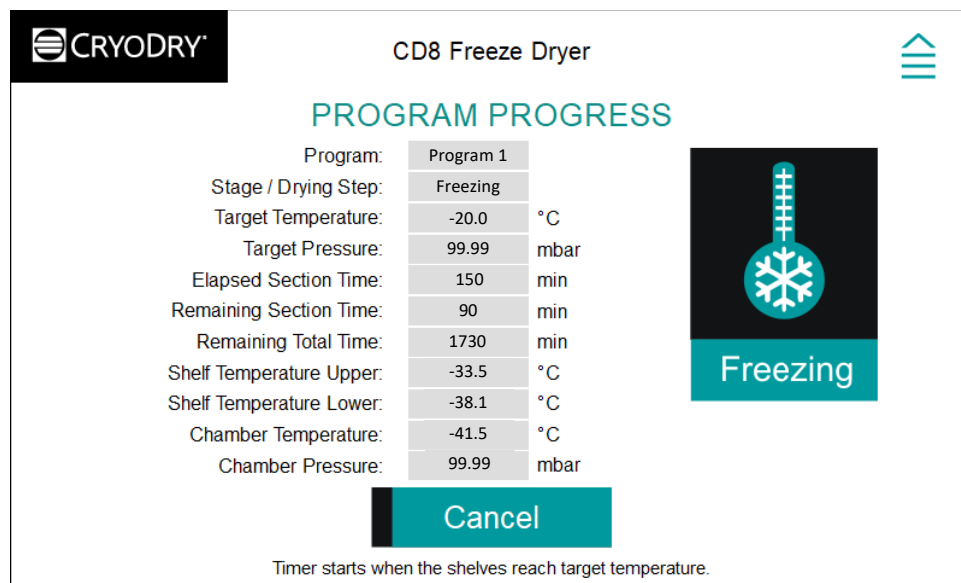 CRYODRY
CD8 Freeze Dryer
PROGRAM PROGRESS
Program: Program 1
Stage / Drying Step: Freezing
Target Temperature: -20.0 °C
Target Pressure: 99.99 mbar
Elapsed Section Time: 150 min
Remaining Section Time: 90 min
Remaining Total Time: 1730 min
Shelf Temperature Upper: -33.5 °C
Shelf Temperature Lower: -38.1 °C
Chamber Temperature: -41.5 °C
Chamber Pressure: 99.99 mbar
Freezing
Cancel
Timer starts when the shelves reach target temperature.